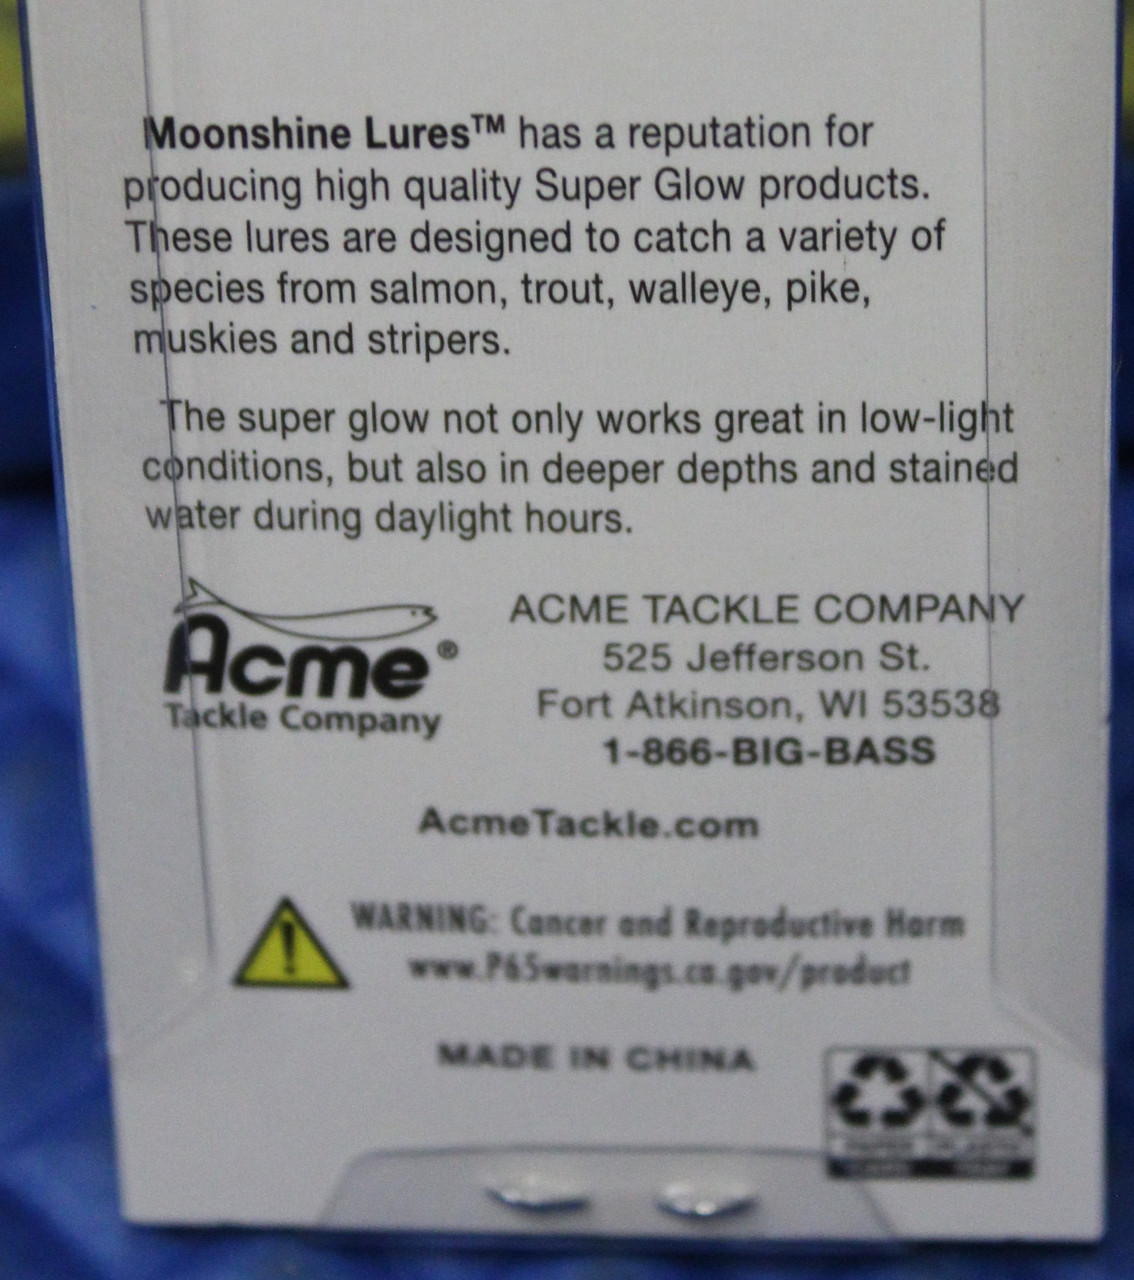 Moonshine Lures™ has a reputation for
producing high quality Super Glow products.
These lures are designed to catch a variety of
species from salmon, trout, walleye, pike,
muskies and stripers.
The super glow not only works great in low-light
conditions, but also in deeper depths and stained
water during daylight hours.
Acme®
Tackle Company
ACME TACKLE COMPANY
525 Jefferson St.
Fort Atkinson, WI 53538
1-866-BIG-BASS
AcmeTackle.com
WARNING: Cancer and Reproductive Harm
www.P65warnings.ca.gov/product
MADE IN CHINA